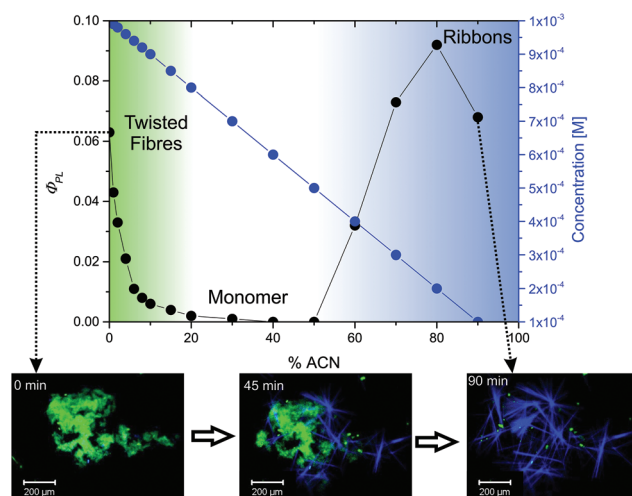 0.10
0.08
0.06
0.04
0.02
0.00
Φ_PL
Twisted
Fibres
Monomer
Ribbons
1x10⁻³
9x10⁻⁴
8x10⁻⁴
7x10⁻⁴
6x10⁻⁴
5x10⁻⁴
4x10⁻⁴
3x10⁻⁴
2x10⁻⁴
1x10⁻⁴
Concentration [M]
0 20 40 60 80 100
% ACN
0 min
200 µm
45 min
200 µm
90 min
200 µm